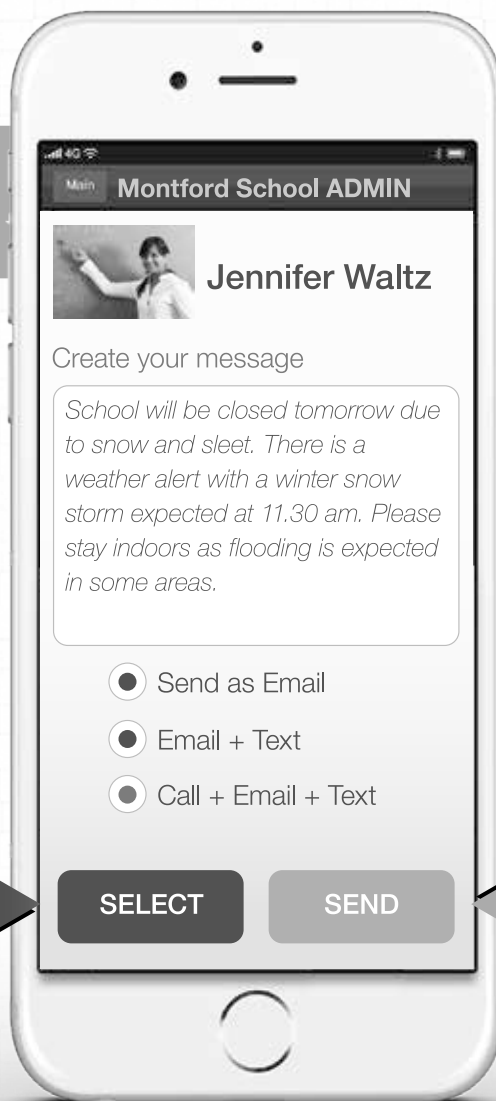 4G
Main Montford School ADMIN
Jennifer Waltz
Create your message
School will be closed tomorrow due
to snow and sleet. There is a
weather alert with a winter snow
storm expected at 11.30 am. Please
stay indoors as flooding is expected
in some areas.
Send as Email
Email + Text
Call + Email + Text
SELECT SEND